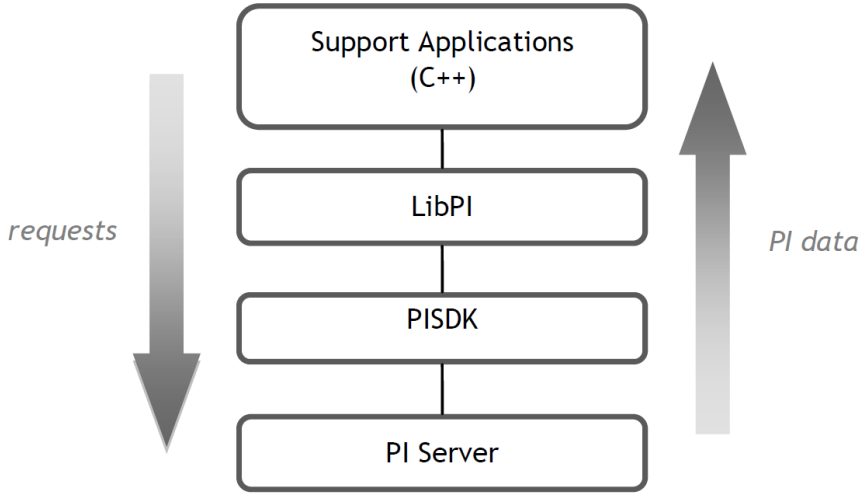 Support Applications
(C++)
LibPI
requests
PI data
PISDK
PI Server